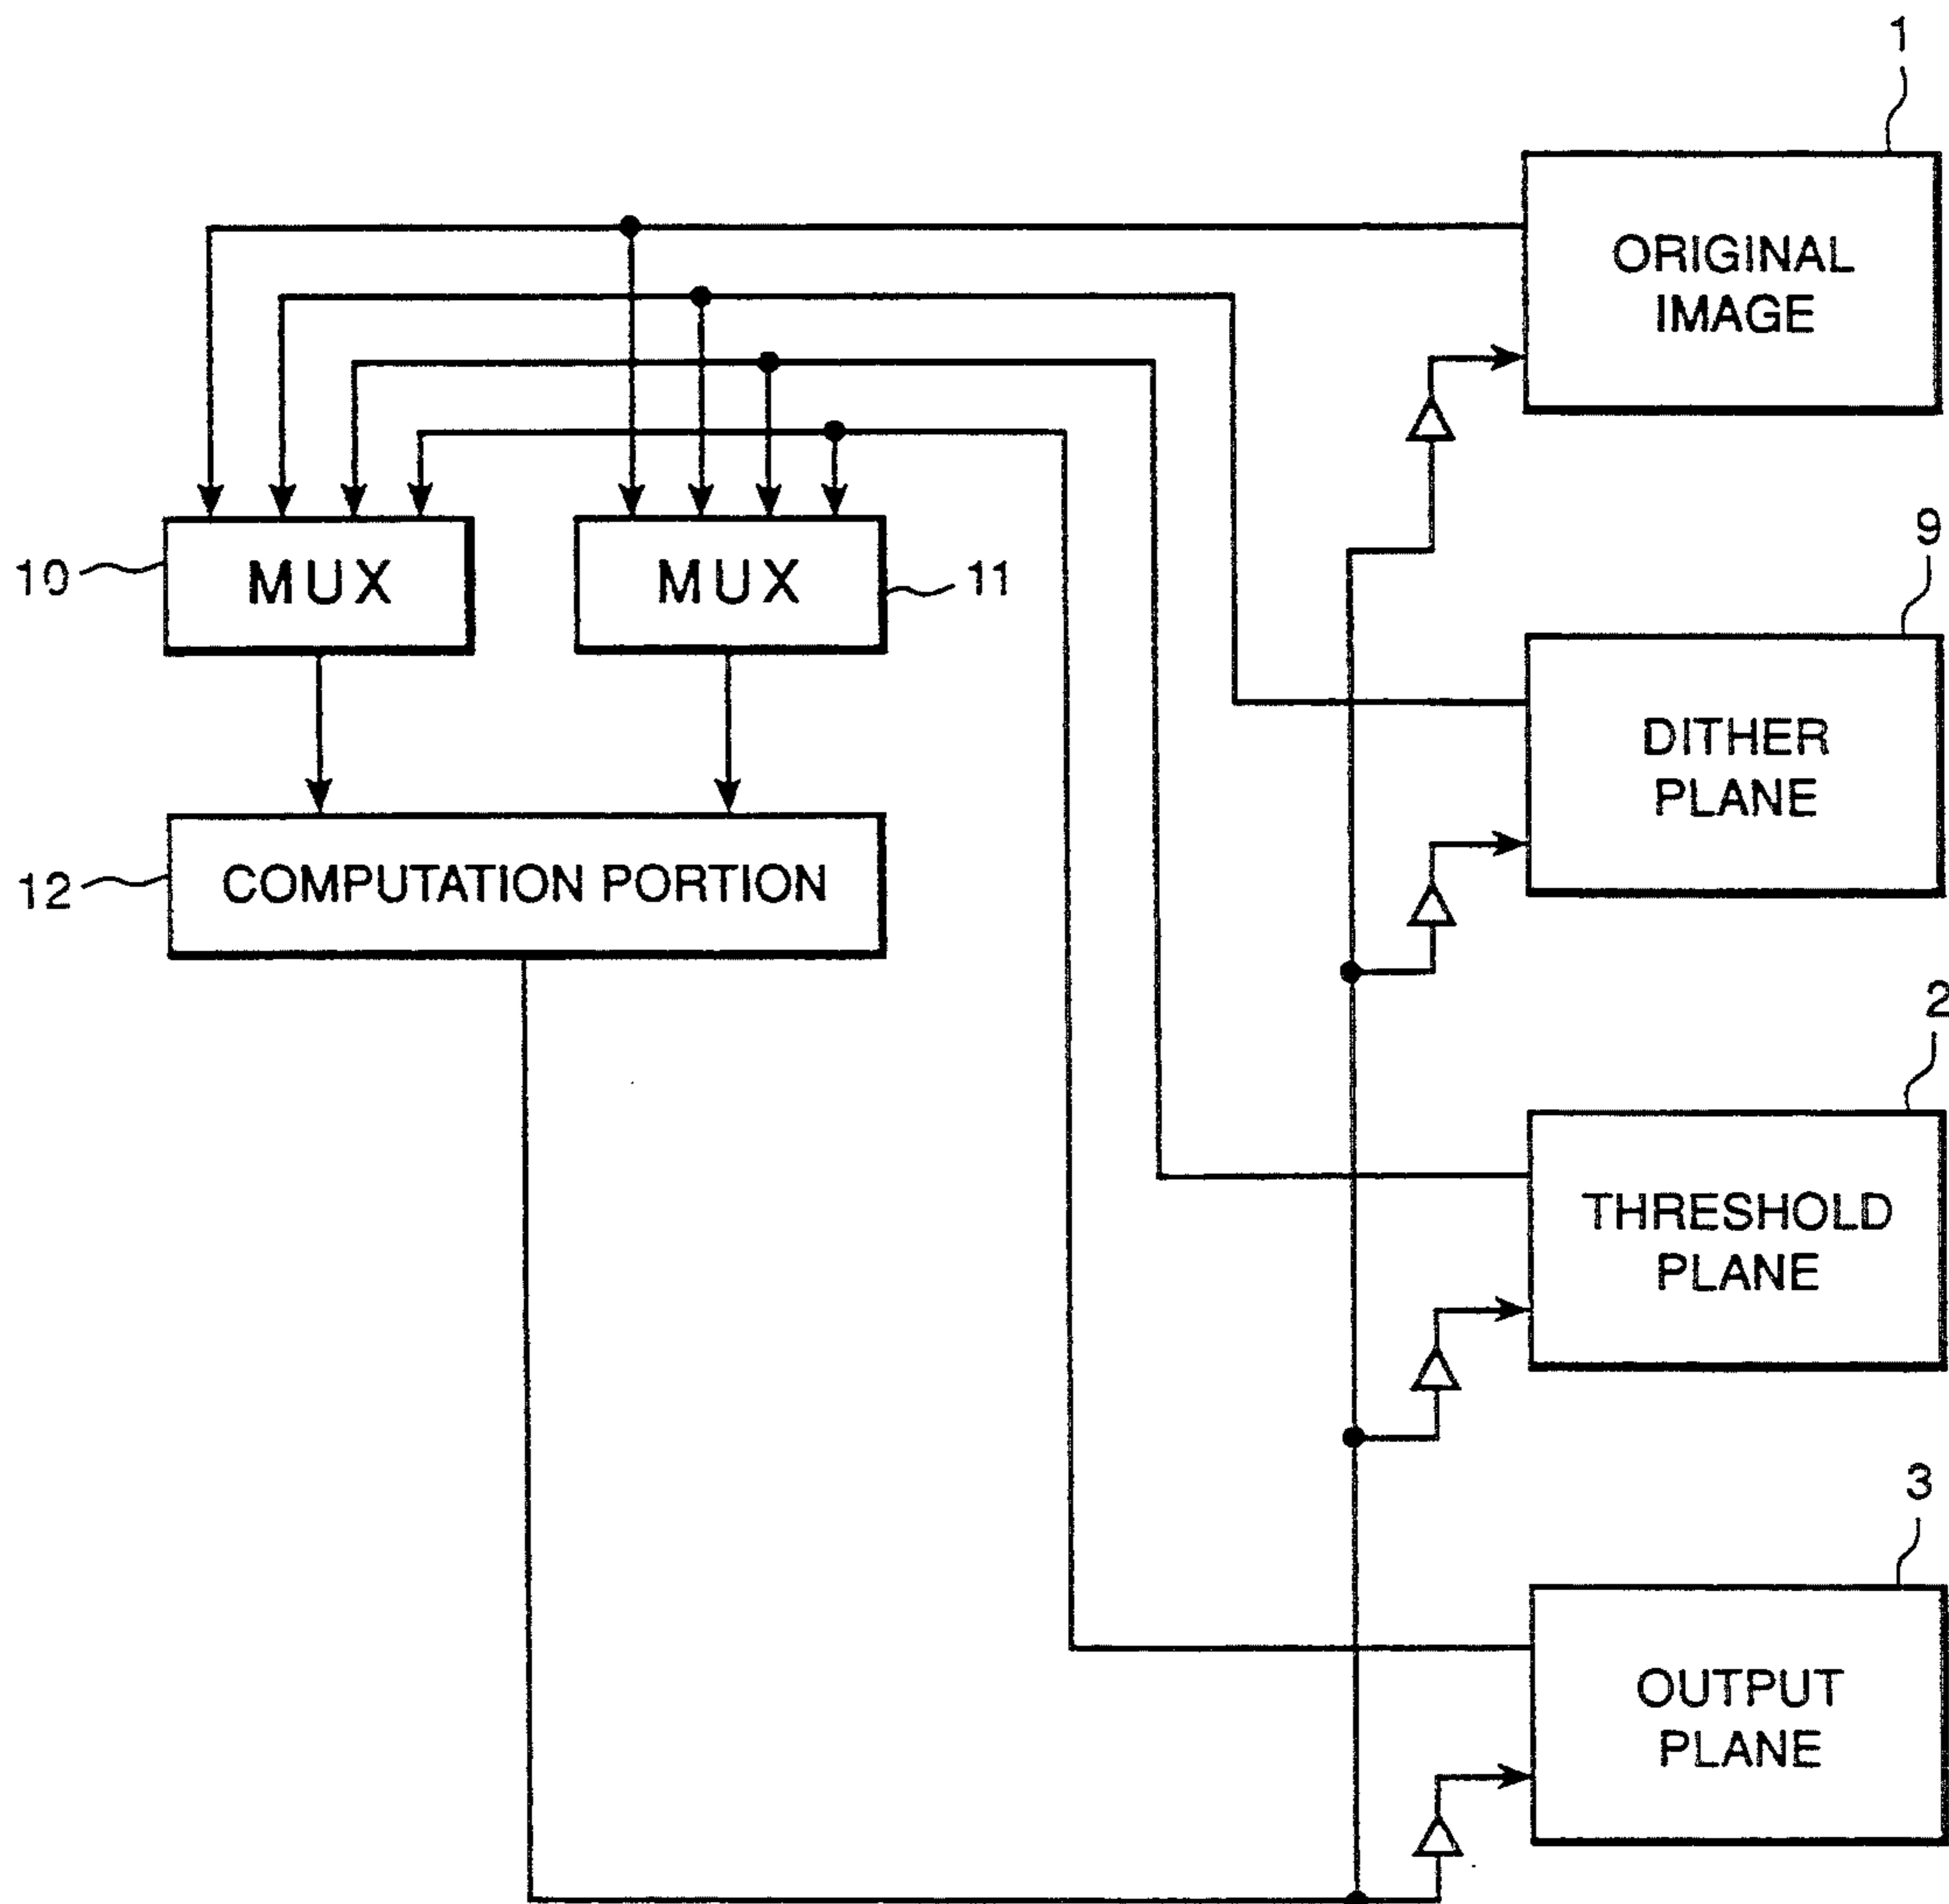 1
ORIGINAL
IMAGE
9
10
MUX
MUX
11
DITHER
PLANE
12
COMPUTATION PORTION
2
THRESHOLD
PLANE
3
OUTPUT
PLANE